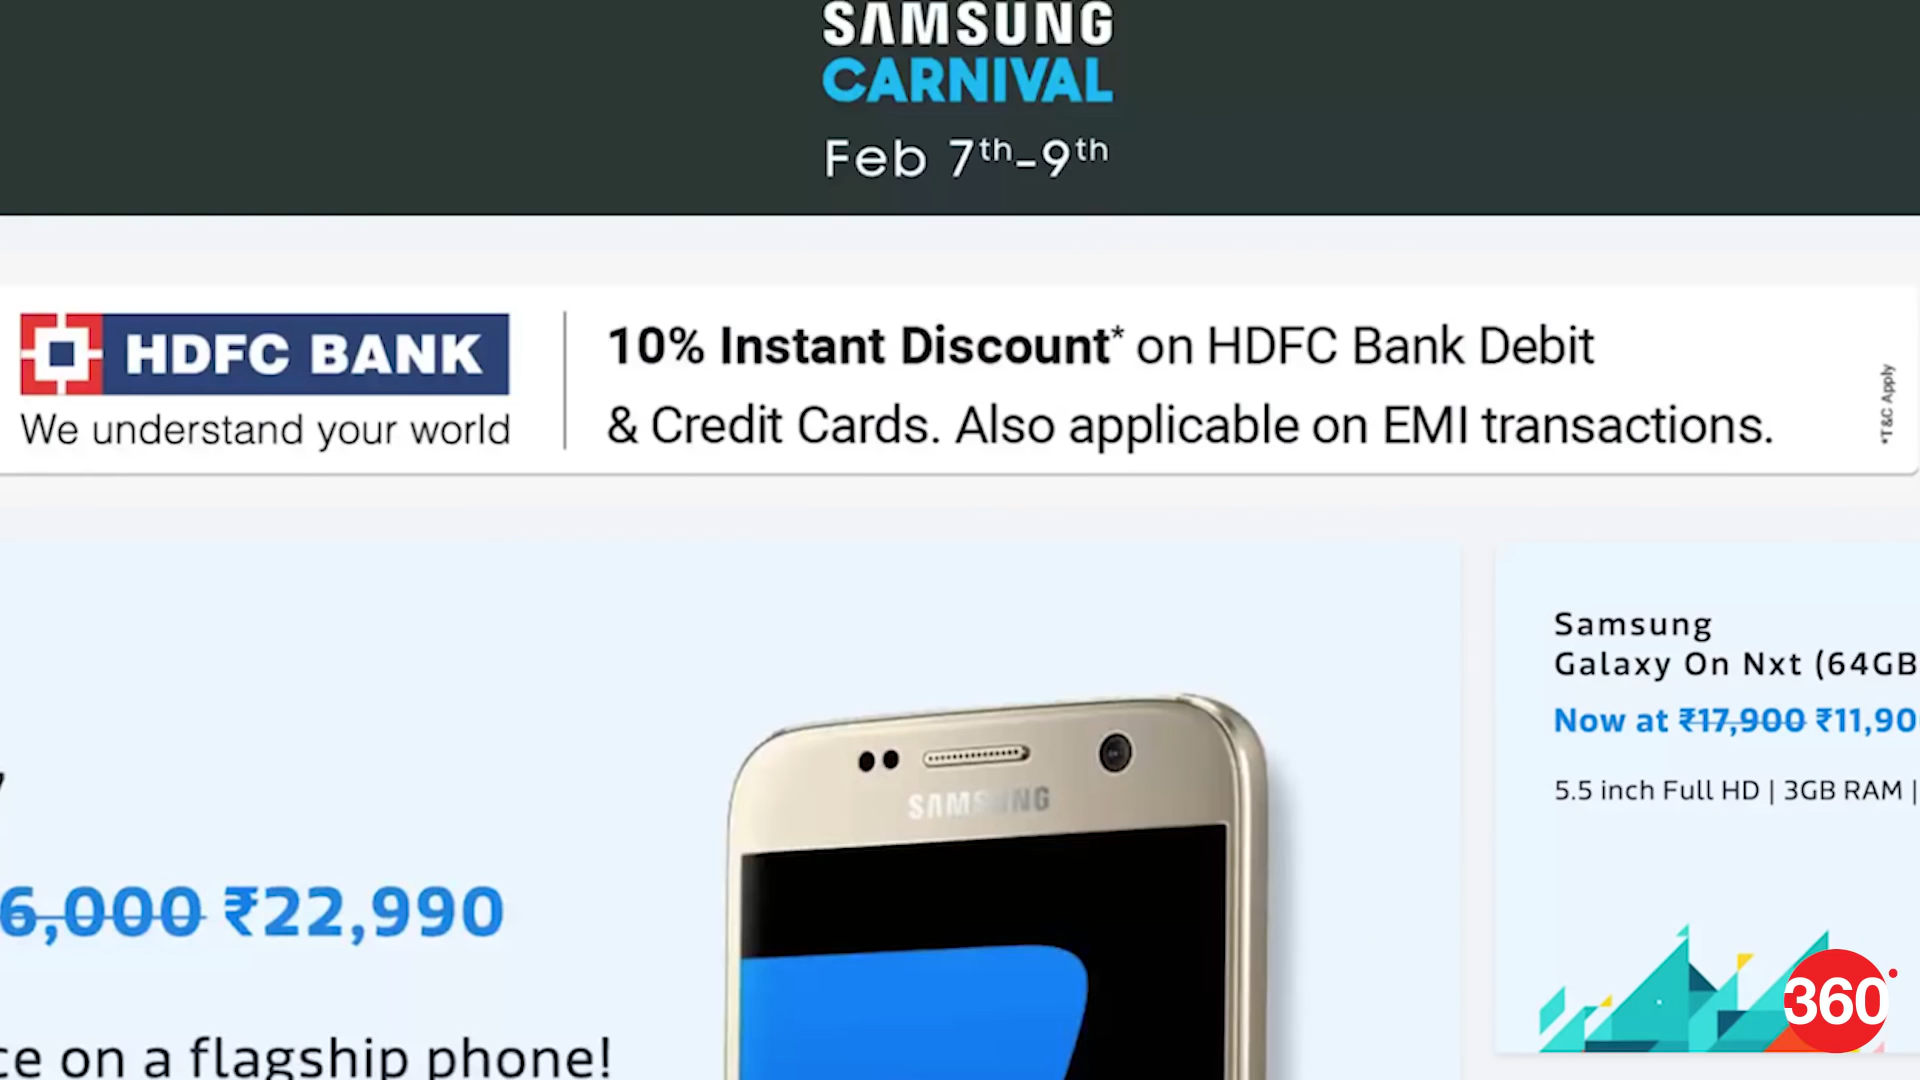 SAMSUNG
CARNIVAL
Feb 7th-9th
HDFC BANK
We understand your world
10% Instant Discount* on HDFC Bank Debit
& Credit Cards. Also applicable on EMI transactions.
*T&C Apply
Samsung
Galaxy On Nxt (64GB
Now at ₹17,900 ₹11,90
5.5 inch Full HD | 3GB RAM |
SAMSUNG
6,000 ₹22,990
ce on a flagship phone!
360°